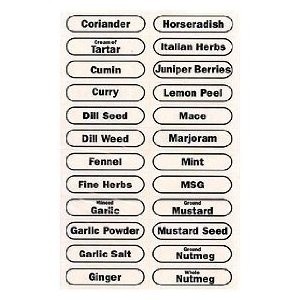 Coriander
Horseradish
Cream of
Tartar
Italian Herbs
Cumin
Juniper Berries
Curry
Lemon Peel
Dill Seed
Mace
Dill Weed
Marjoram
Fennel
Mint
Fine Herbs
MSG
Minced
Garlic
Ground
Mustard
Garlic Powder
Mustard Seed
Garlic Salt
Ground
Nutmeg
Ginger
Whole
Nutmeg